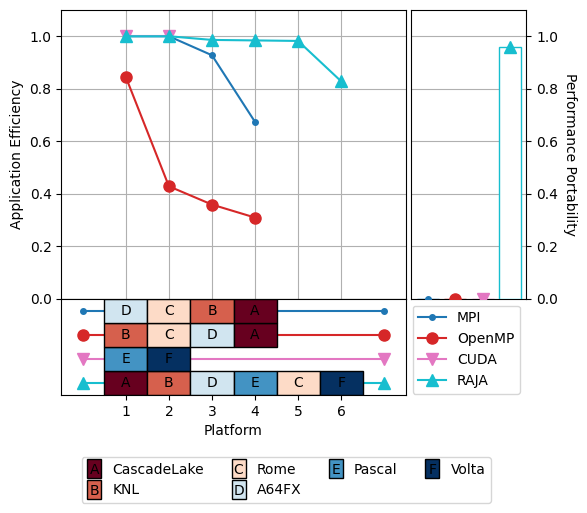 1.0 1.0
0.8 0.8
0.6 0.6
0.4 0.4
0.2 0.2
0.0 0.0
Application Efficiency
Performance Portability
D C B A
B C D A
E F
A B D E C F
1 2 3 4 5 6
Platform
MPI
OpenMP
CUDA
RAJA
A CascadeLake C Rome E Pascal F Volta
B KNL D A64FX